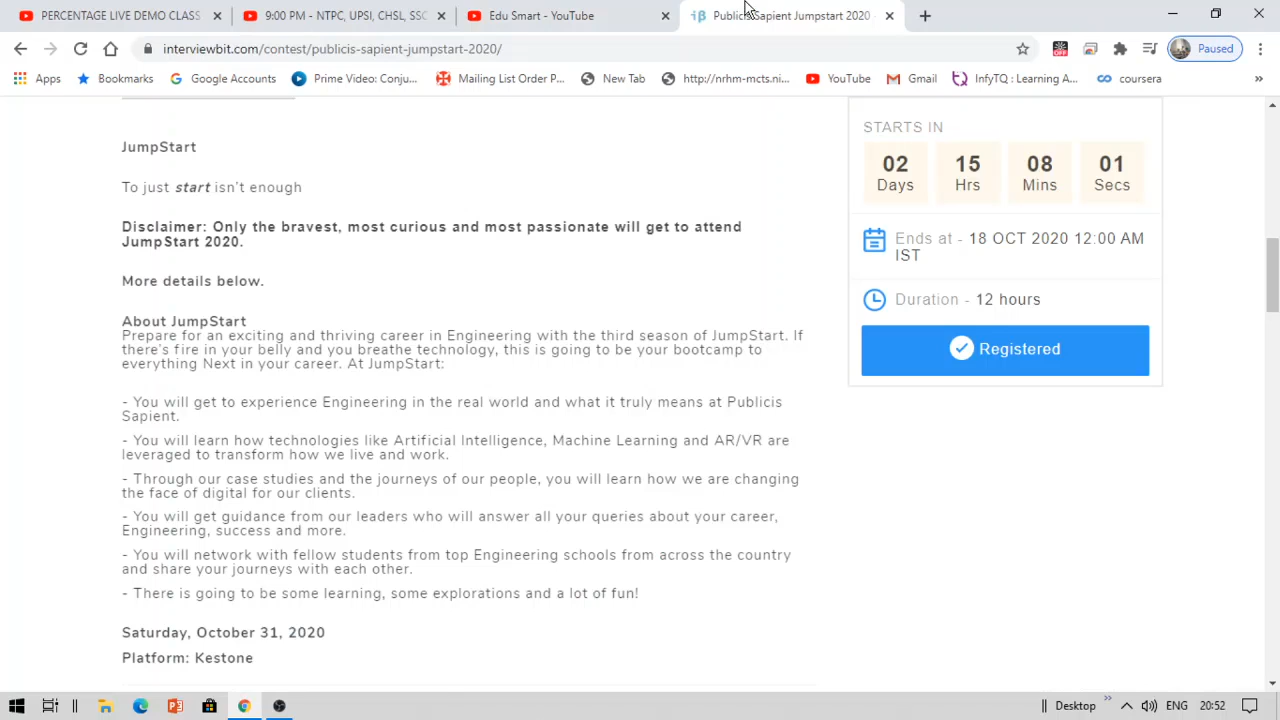 PERCENTAGE LIVE DEMO CLASS
9:00 PM - NTPC, UPSI, CHSL, SSC
Edu Smart - YouTube
Publicis Sapient Jumpstart 2020 -
interviewbit.com/contest/publicis-sapient-jumpstart-2020/
Paused
Apps
Bookmarks
Google Accounts
Prime Video: Conju...
Mailing List Order P...
New Tab
http://nrhm-mcts.ni...
YouTube
Gmail
InfyTQ : Learning A...
coursera
»
JumpStart
To just start isn't enough
Disclaimer: Only the bravest, most curious and most passionate will get to attend
JumpStart 2020.
More details below.
About JumpStart
Prepare for an exciting and thriving career in Engineering with the third season of JumpStart. If
there's fire in your belly and you breathe technology, this is going to be your bootcamp to
everything Next in your career. At JumpStart:
- You will get to experience Engineering in the real world and what it truly means at Publicis
Sapient.
- You will learn how technologies like Artificial Intelligence, Machine Learning and AR/VR are
leveraged to transform how we live and work.
- Through our case studies and the journeys of our people, you will learn how we are changing
the face of digital for our clients.
- You will get guidance from our leaders who will answer all your queries about your career,
Engineering, success and more.
- You will network with fellow students from top Engineering schools from across the country
and share your journeys with each other.
- There is going to be some learning, some explorations and a lot of fun!
Saturday, October 31, 2020
Platform: Kestone
STARTS IN
02 15 08 01
Days Hrs Mins Secs
Ends at - 18 OCT 2020 12:00 AM
IST
Duration - 12 hours
Registered
Desktop
»
ENG
20:52